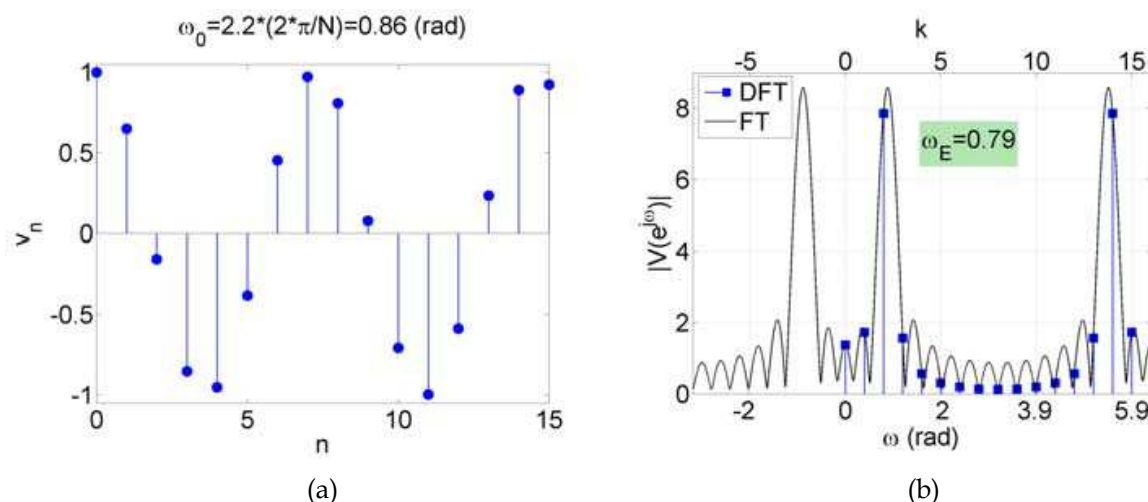 ω₀=2.2*(2*π/N)=0.86 (rad)
1
0.5
0
-0.5
-1
0 5 10 15
v_n
n
(a)
k
-5 0 5 10 15
DFT
FT
ω_E=0.79
8
6
4
2
0
-2 0 2 3.9 5.9
|V(e^jω)|
ω (rad)
(b)